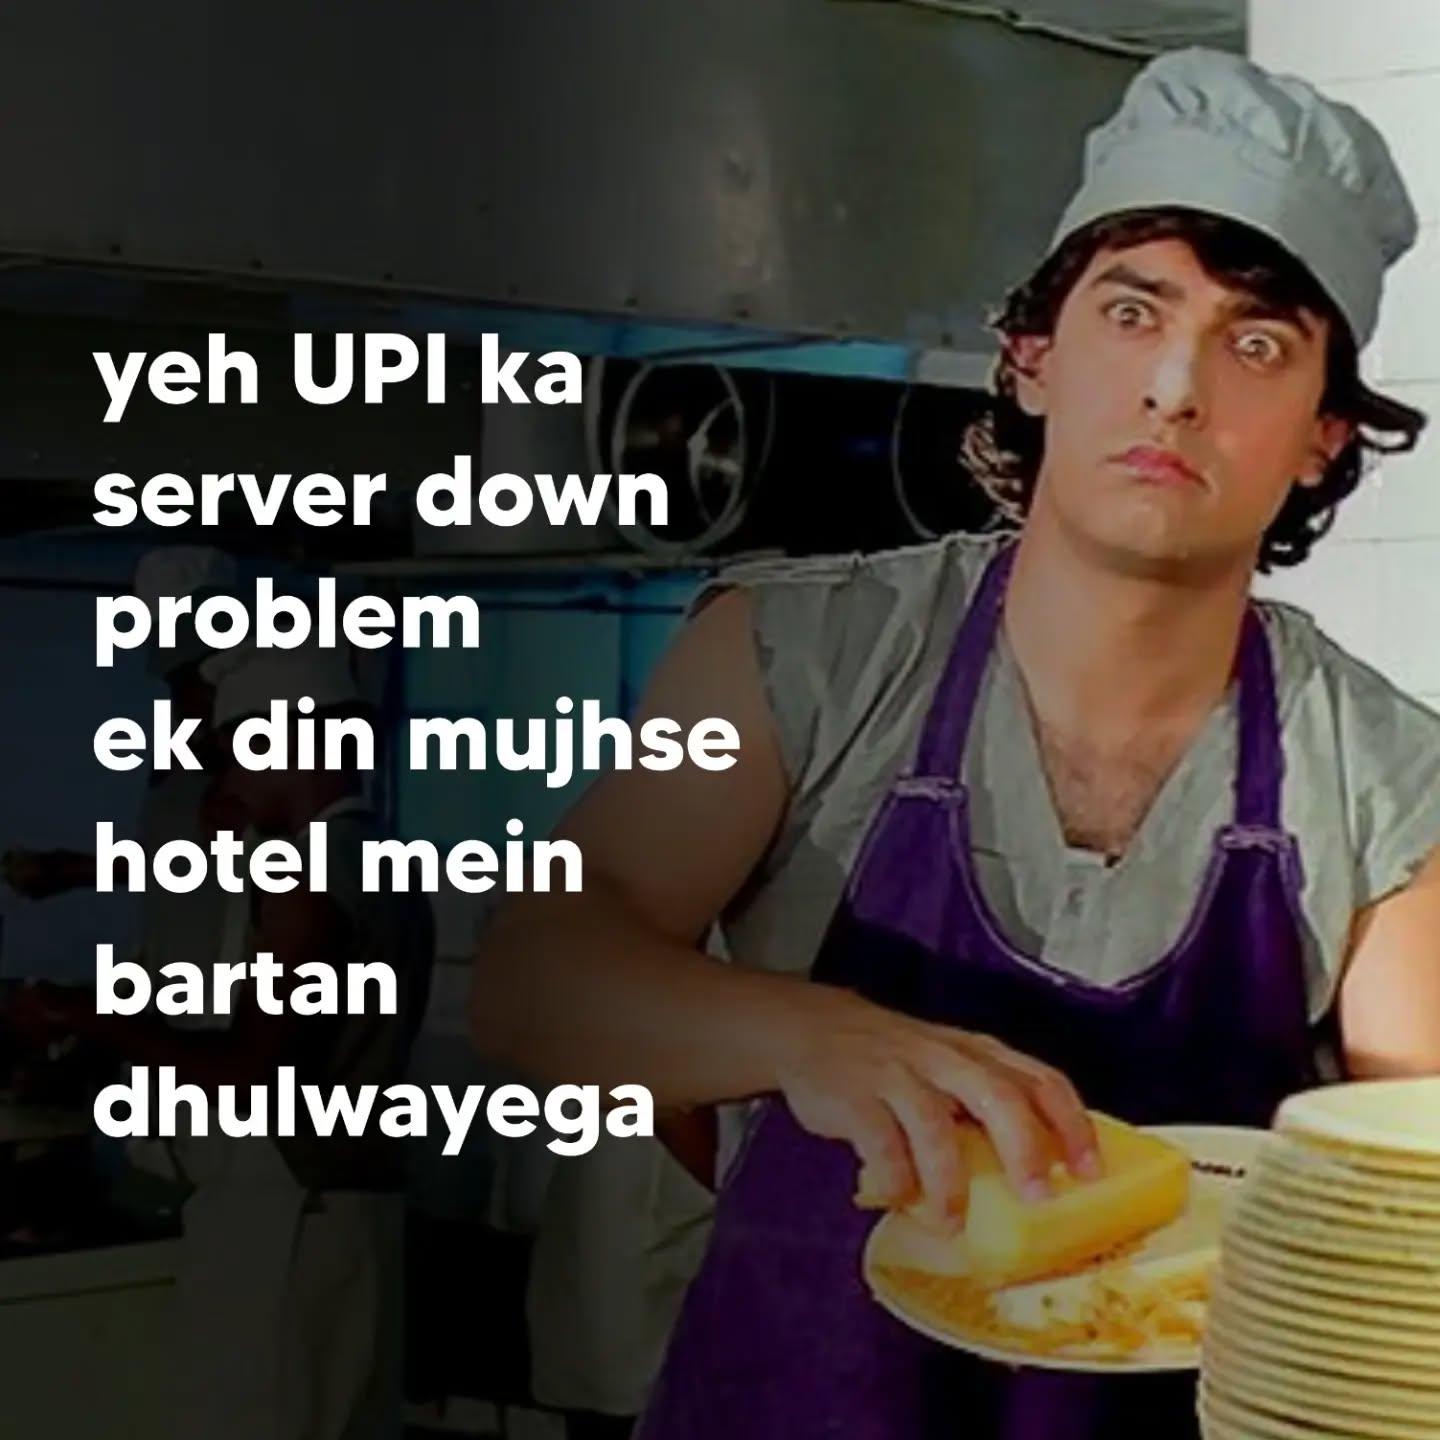 yeh UPI ka
server down
problem
ek din mujhse
hotel mein
bartan
dhulwayega